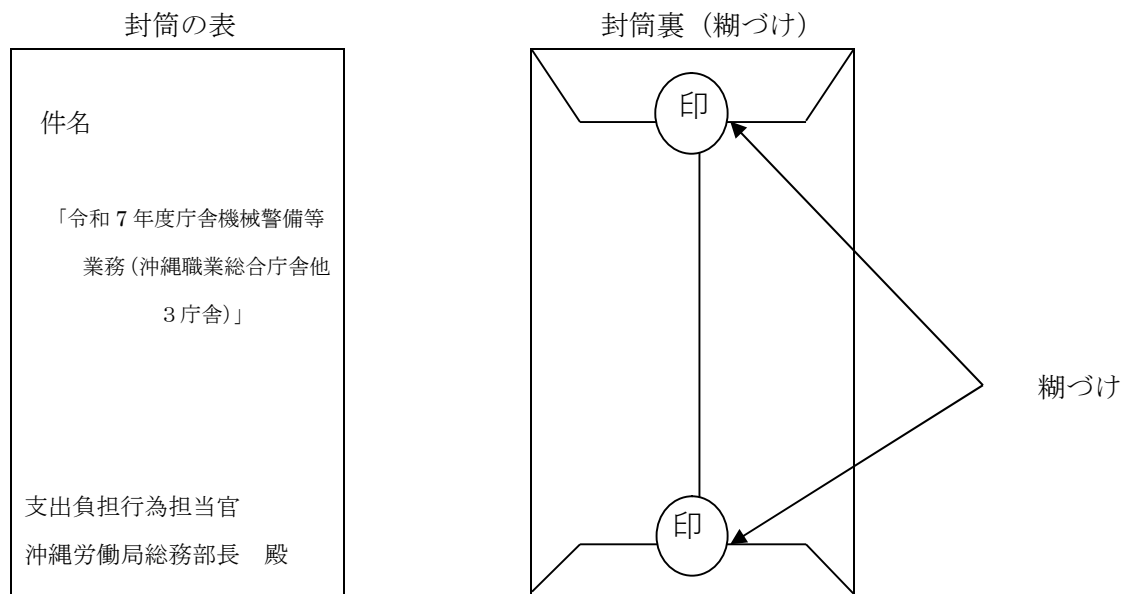 封筒の表
件名
「令和7年度庁舎機械警備等
業務(沖縄職業総合庁舎他
3庁舎)」
支出負担行為担当官
沖縄労働局総務部長　殿
封筒裏（糊づけ）
印
糊づけ
印